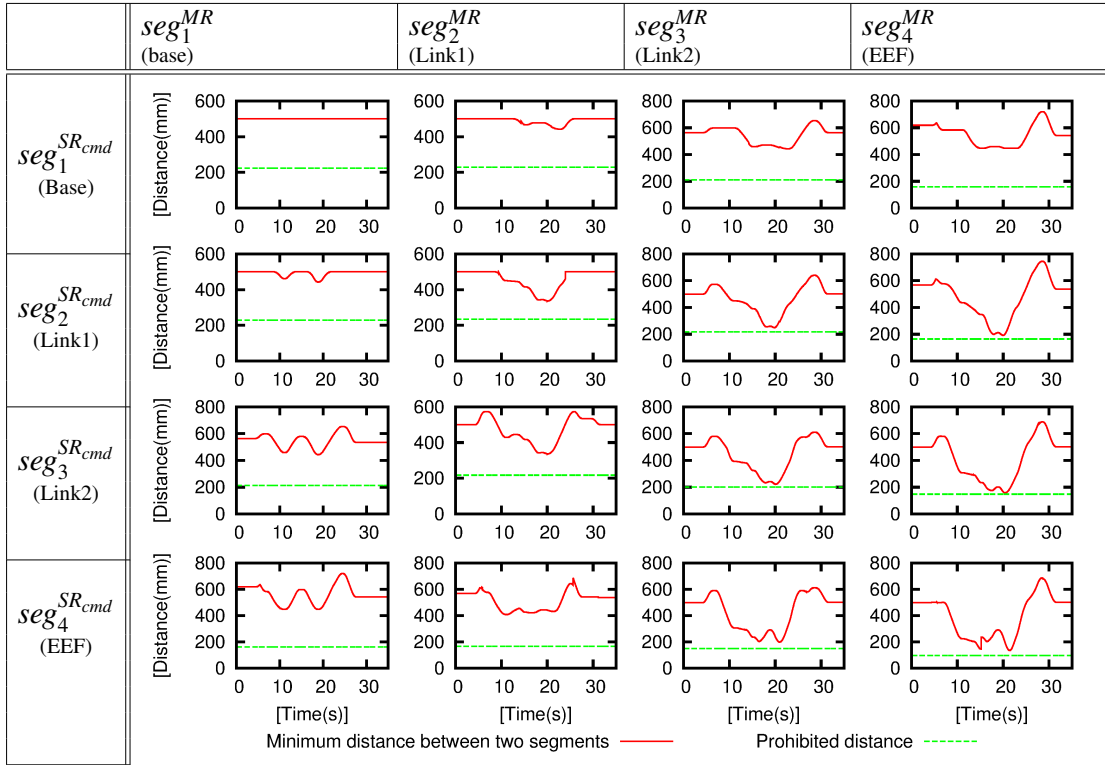 seg_1^{MR} seg_2^{MR} seg_3^{MR} seg_4^{MR}
(base) (Link1) (Link2) (EEF)
seg_1^{SR_{cmd}}
(Base)
[Distance(mm)]
600 400 200 0
0 10 20 30
600 400 200 0
0 10 20 30
800 600 400 200 0
0 10 20 30
800 600 400 200 0
0 10 20 30
seg_2^{SR_{cmd}}
(Link1)
[Distance(mm)]
600 400 200 0
0 10 20 30
600 400 200 0
0 10 20 30
800 600 400 200 0
0 10 20 30
800 600 400 200 0
0 10 20 30
seg_3^{SR_{cmd}}
(Link2)
[Distance(mm)]
800 600 400 200 0
0 10 20 30
600 400 200 0
0 10 20 30
800 600 400 200 0
0 10 20 30
800 600 400 200 0
0 10 20 30
seg_4^{SR_{cmd}}
(EEF)
[Distance(mm)]
800 600 400 200 0
0 10 20 30
800 600 400 200 0
0 10 20 30
800 600 400 200 0
0 10 20 30
800 600 400 200 0
0 10 20 30
[Time(s)] [Time(s)] [Time(s)] [Time(s)]
Minimum distance between two segments Prohibited distance